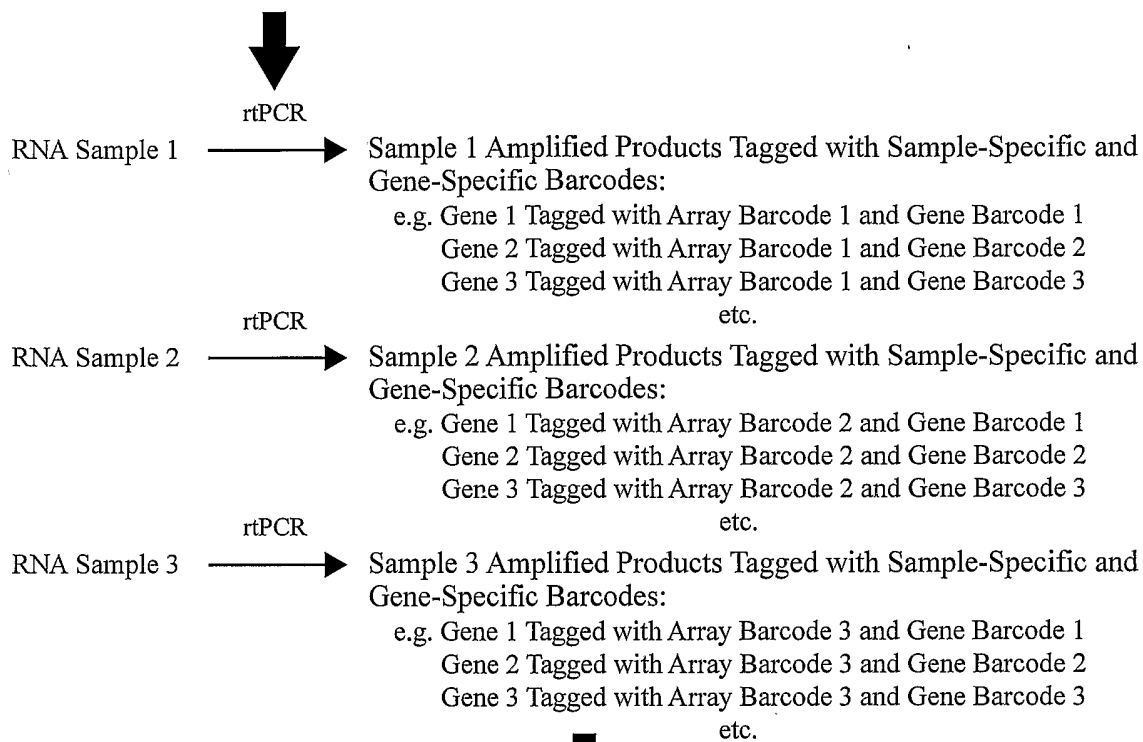 rtPCR
RNA Sample 1
Sample 1 Amplified Products Tagged with Sample-Specific and
Gene-Specific Barcodes:
e.g. Gene 1 Tagged with Array Barcode 1 and Gene Barcode 1
Gene 2 Tagged with Array Barcode 1 and Gene Barcode 2
Gene 3 Tagged with Array Barcode 1 and Gene Barcode 3
etc.
rtPCR
RNA Sample 2
Sample 2 Amplified Products Tagged with Sample-Specific and
Gene-Specific Barcodes:
e.g. Gene 1 Tagged with Array Barcode 2 and Gene Barcode 1
Gene 2 Tagged with Array Barcode 2 and Gene Barcode 2
Gene 3 Tagged with Array Barcode 2 and Gene Barcode 3
etc.
rtPCR
RNA Sample 3
Sample 3 Amplified Products Tagged with Sample-Specific and
Gene-Specific Barcodes:
e.g. Gene 1 Tagged with Array Barcode 3 and Gene Barcode 1
Gene 2 Tagged with Array Barcode 3 and Gene Barcode 2
Gene 3 Tagged with Array Barcode 3 and Gene Barcode 3
etc.